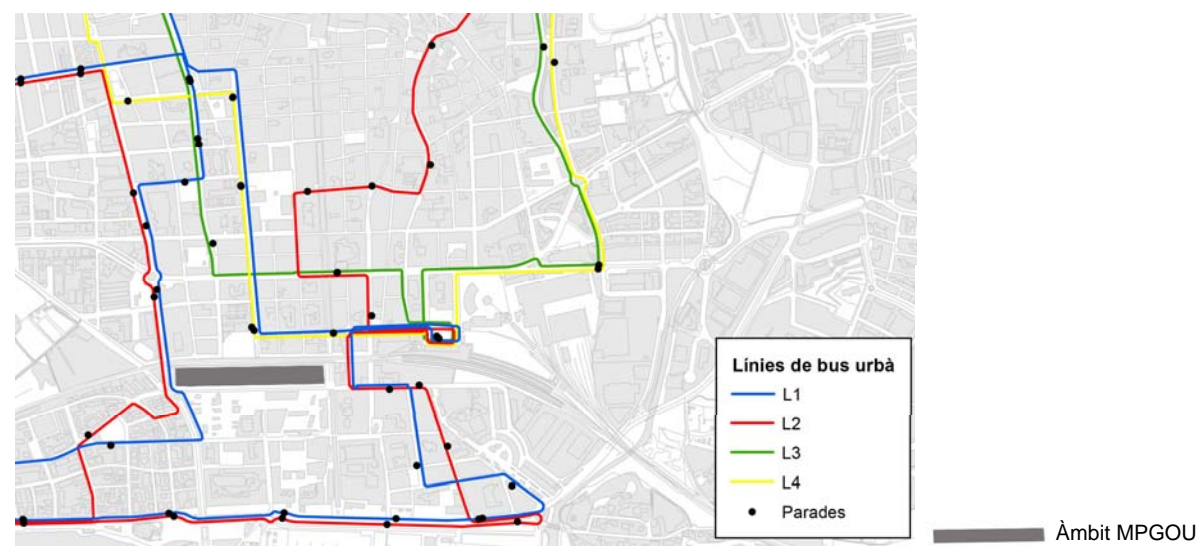 Línies de bus urbà
L1
L2
L3
L4
Parades
Àmbit MPGOU